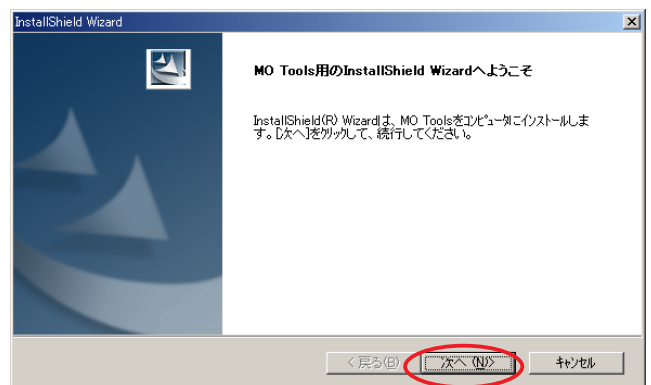 InstallShield Wizard
MO Tools用のInstallShield Wizardへようこそ
InstallShield(R) Wizardは、MO Toolsをコンピュータにインストールしま
す。[次へ]をクリックして、続行してください。
< 戻る(B) 次へ (N)> キャンセル